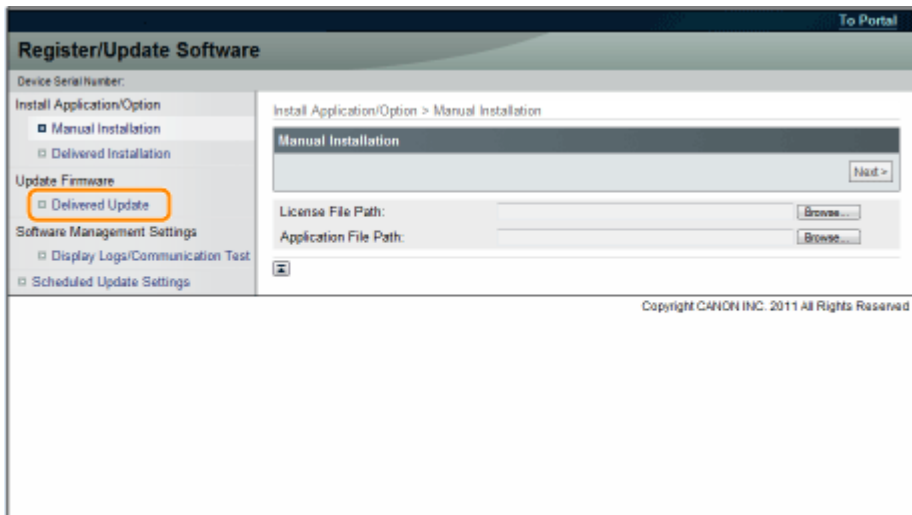 To Portal
Register/Update Software
Device Serial Number:
Install Application/Option
Manual Installation
Delivered Installation
Update Firmware
Delivered Update
Software Management Settings
Display Logs/Communication Test
Scheduled Update Settings
Install Application/Option > Manual Installation
Manual Installation
Next >
License File Path:
Browse...
Application File Path:
Browse...
Copyright CANON INC. 2011 All Rights Reserved